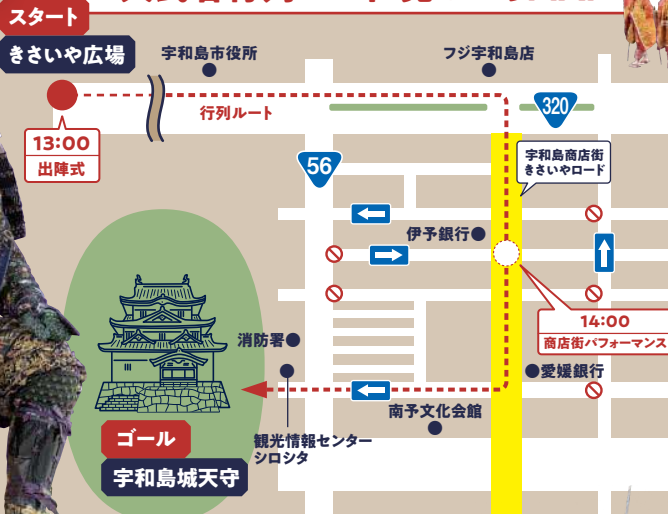 スタート
きさいや広場
宇和島市役所
フジ宇和島店
行列ルート
320
13:00
出陣式
56
宇和島商店街
きさいやロード
伊予銀行
14:00
商店街パフォーマンス
消防署
愛媛銀行
南予文化会館
観光情報センター
シロシタ
ゴール
宇和島城天守